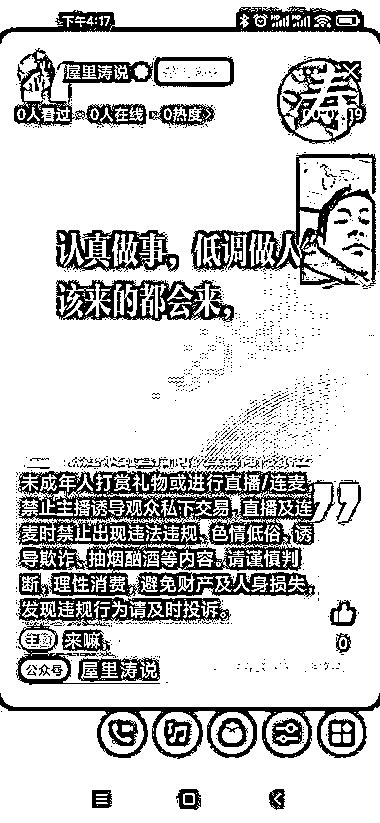 下午4:17
屋里涛说
0人看过 0人在线 0热度
涛
认真做事，低调做人
该来的都会来，
未成年人打赏礼物或进行直播/连麦，
禁止主播诱导观众私下交易，直播及连
麦时禁止出现违法违规、色情低俗、诱
导欺诈、抽烟酗酒等内容。请谨慎判
断，理性消费，避免财产及人身损失。
发现违规行为请及时投诉。
主播 来嘛，
0
公众号 屋里涛说